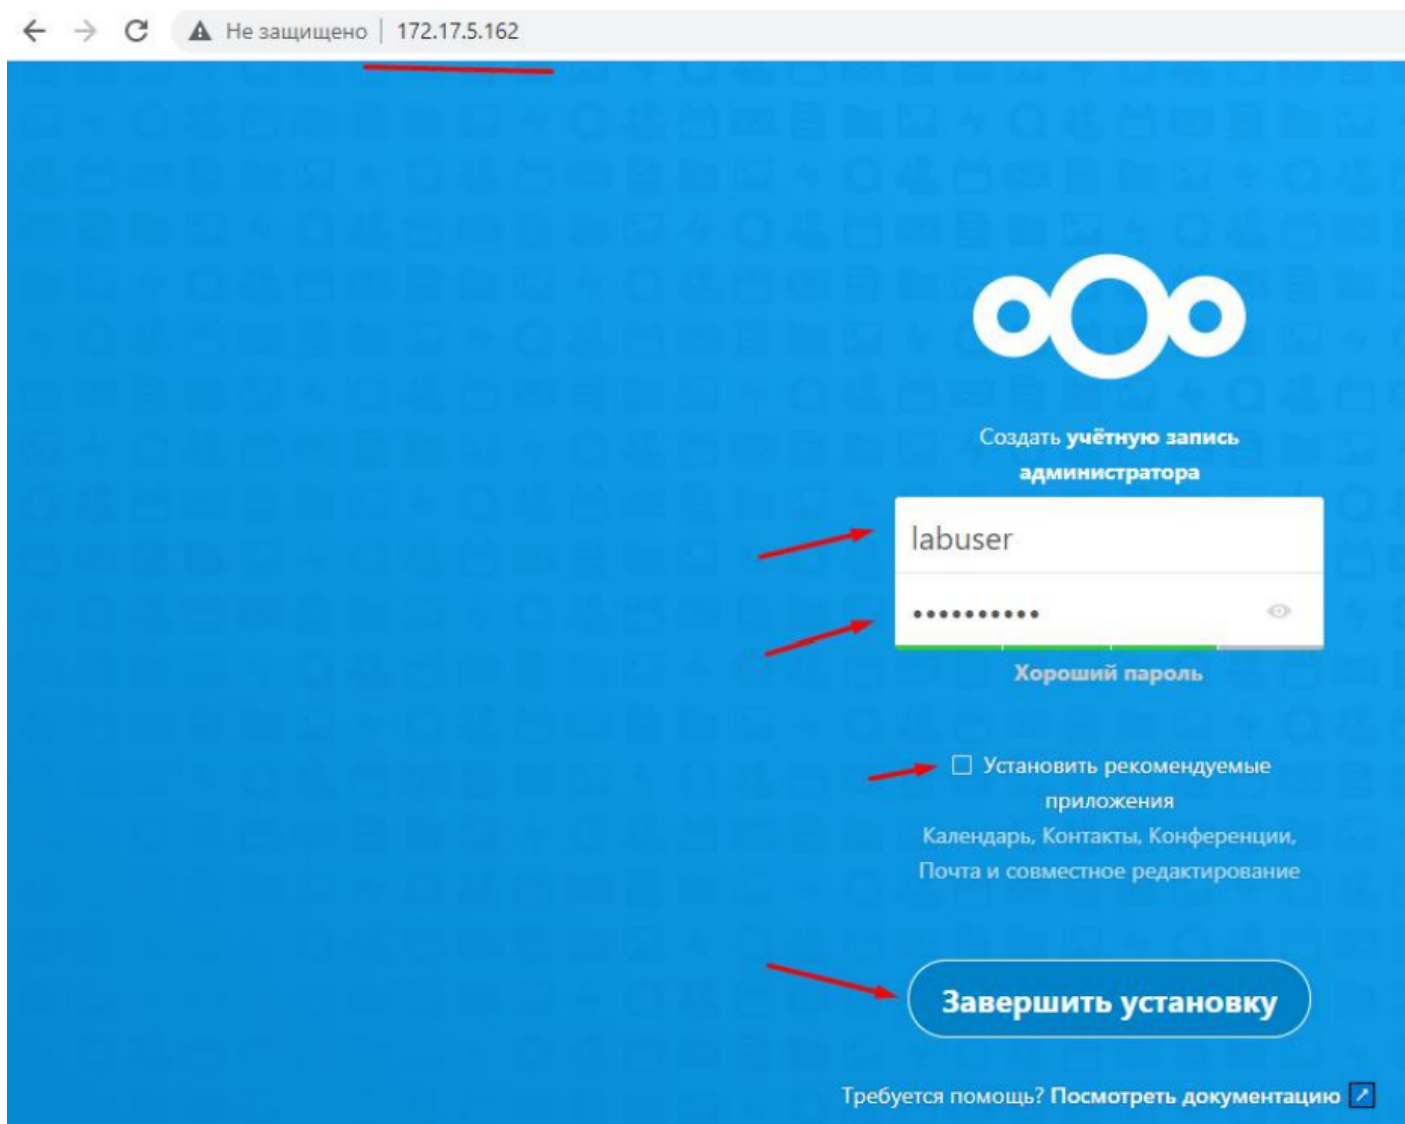 Не защищено | 172.17.5.162
Создать учётную запись
администратора
labuser
••••••••••
Хороший пароль
Установить рекомендуемые
приложения
Календарь, Контакты, Конференции,
Почта и совместное редактирование
Завершить установку
Требуется помощь? Посмотреть документацию